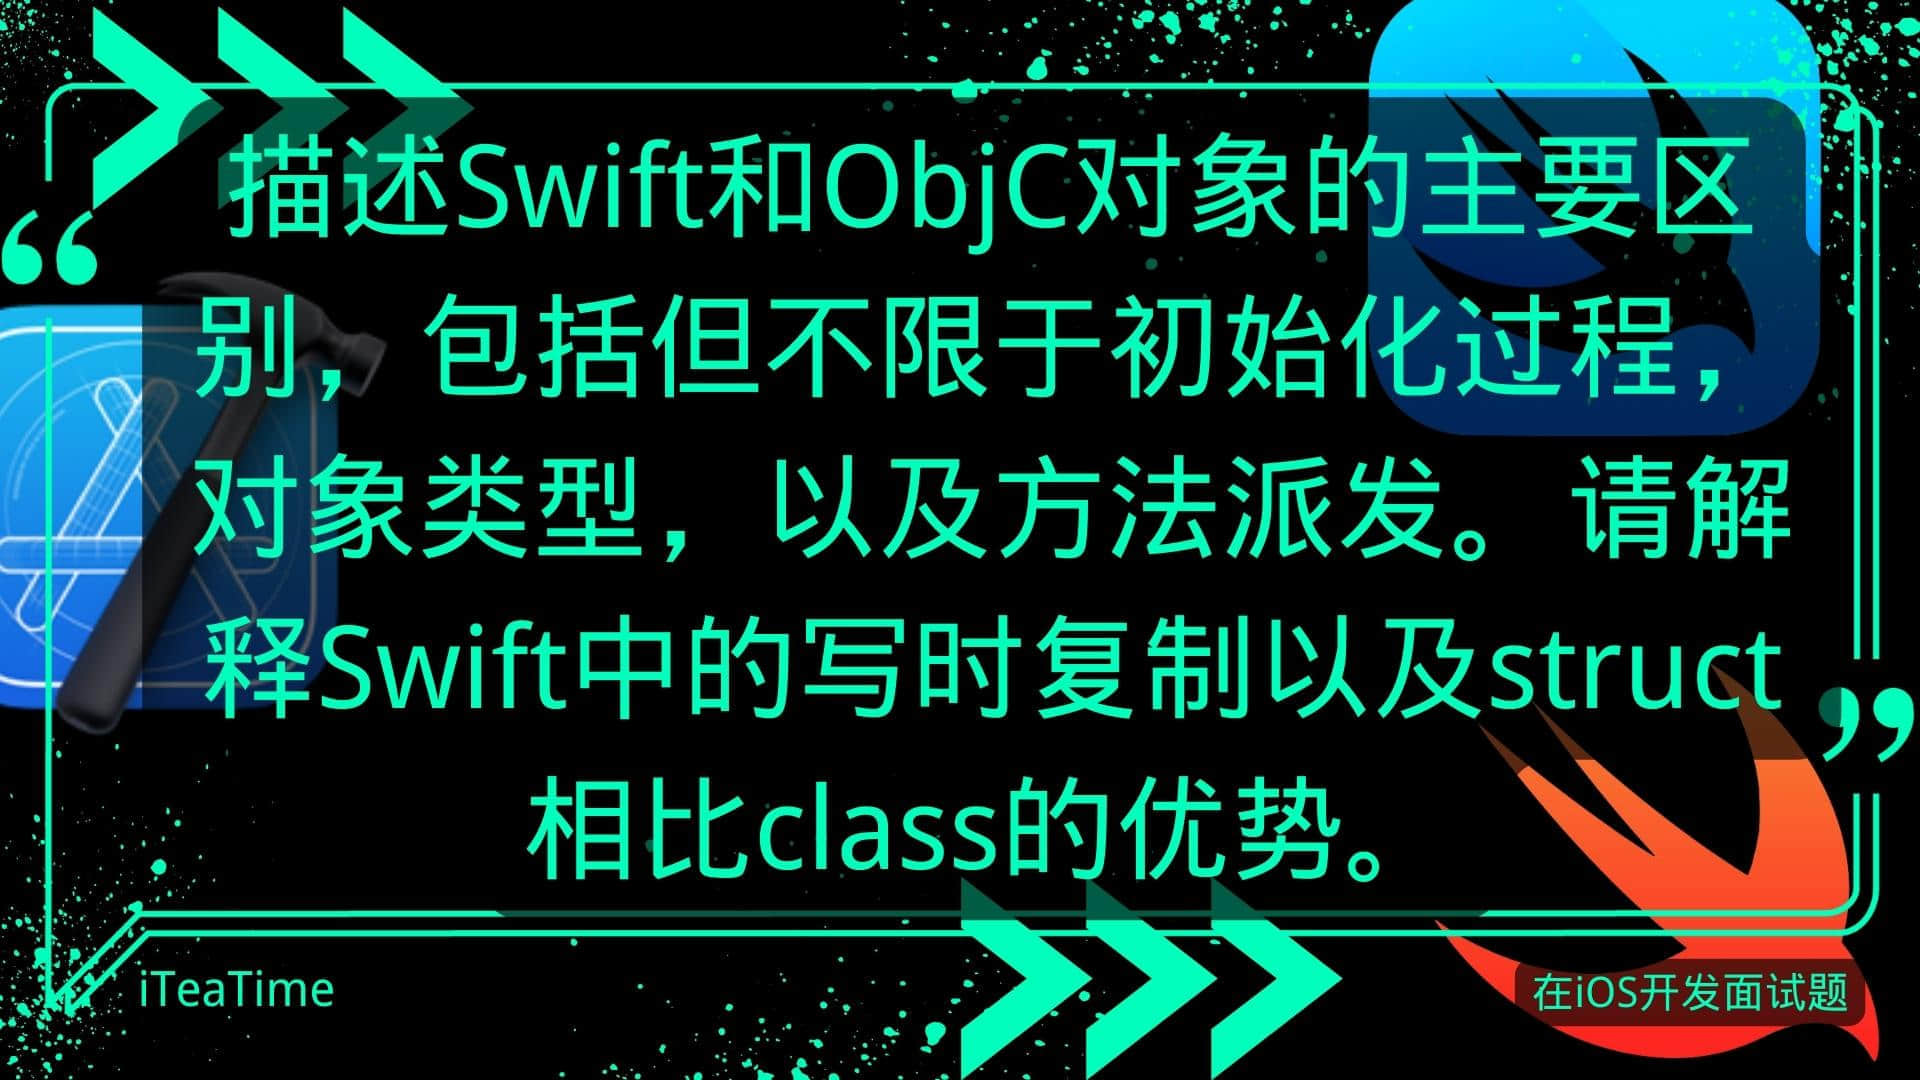 描述Swift和ObjC对象的主要区
别，包括但不限于初始化过程，
对象类型，以及方法派发。请解
释Swift中的写时复制以及struct
相比class的优势。
iTeaTime
在iOS开发面试题